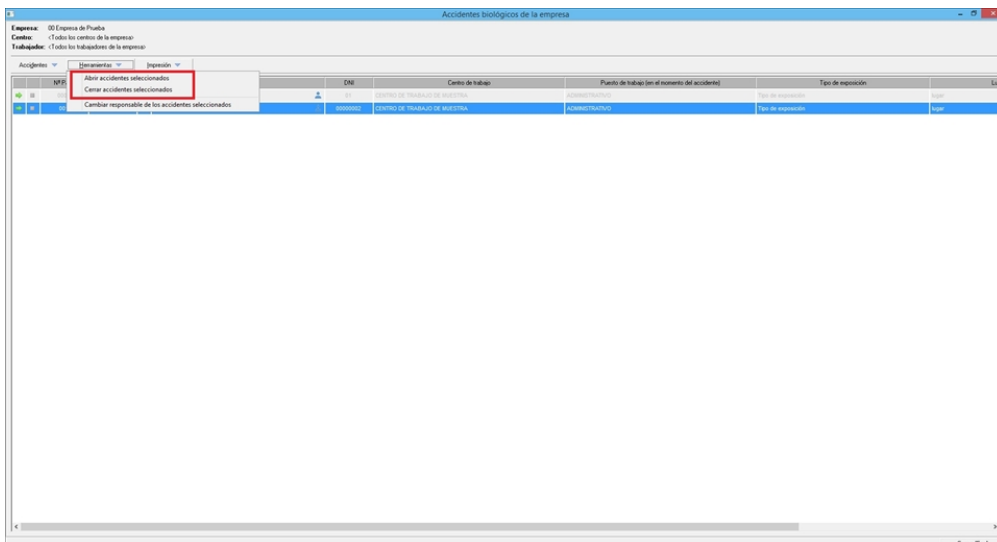 Accidentes biológicos de la empresa
Empresa: 00 Empresa de Prueba
Centro: <Todos los centros de la empresa>
Trabajador: <Todos los trabajadores de la empresa>
Accidentes Herramientas Impresión
Abrir accidentes seleccionados
Cerrar accidentes seleccionados
Cambiar responsable de los accidentes seleccionados
Nº P DNI Centro de trabajo Puesto de trabajo (en el momento del accidente) Tipo de exposición
CENTRO DE TRABAJO DE MUESTRA ADMINISTRATIVO Tipo de exposición lugar
00 00000002 CENTRO DE TRABAJO DE MUESTRA ADMINISTRATIVO Tipo de exposición lugar